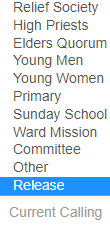 Relief Society
High Priests
Elders Quorum
Young Men
Young Women
Primary
Sunday School
Ward Mission
Committee
Other
Release
Current Calling